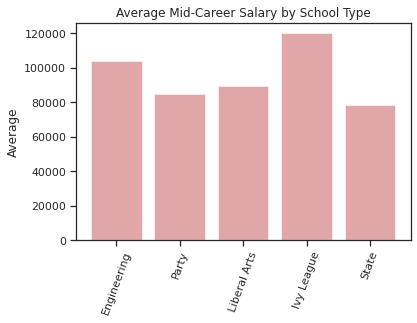 Average Mid-Career Salary by School Type
Average
120000
100000
80000
60000
40000
20000
0
Engineering
Party
Liberal Arts
Ivy League
State